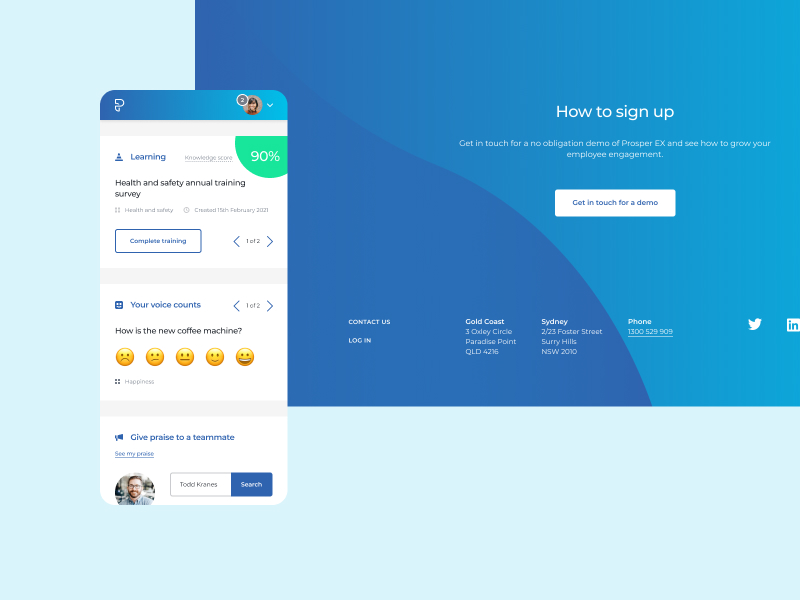 2
Learning
Knowledge score
90%
Health and safety annual training
survey
Health and safety
Created 15th February 2021
Complete training
1 of 2
Your voice counts
1 of 2
How is the new coffee machine?
Happiness
Give praise to a teammate
See my praise
Todd Kranes
Search
How to sign up
Get in touch for a no obligation demo of Prosper EX and see how to grow your
employee engagement.
Get in touch for a demo
CONTACT US
LOG IN
Gold Coast
3 Oxley Circle
Paradise Point
QLD 4216
Sydney
2/23 Foster Street
Surry Hills
NSW 2010
Phone
1300 529 909
in